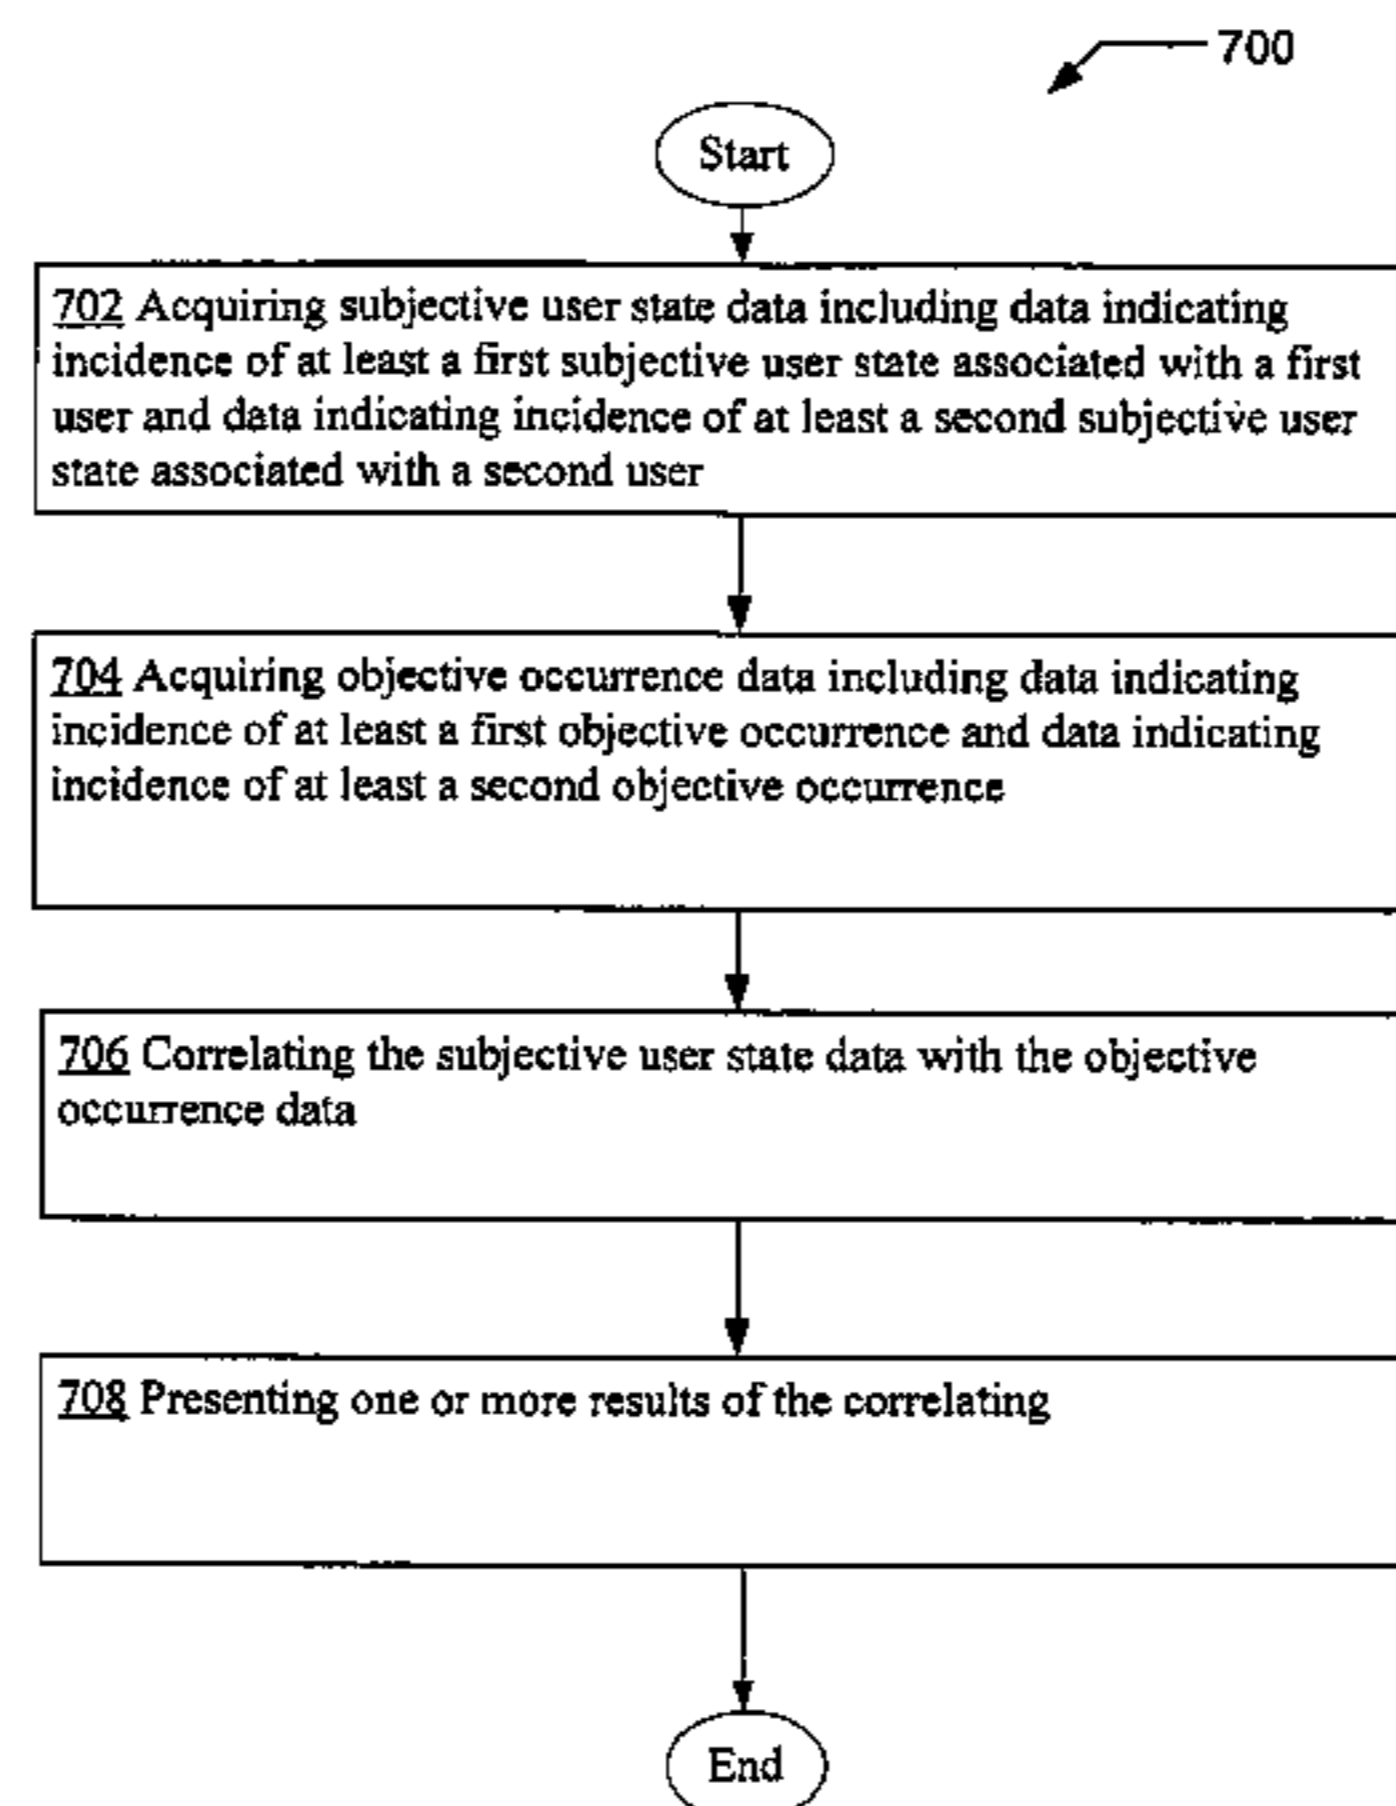 700
Start
702 Acquiring subjective user state data including data indicating
incidence of at least a first subjective user state associated with a first
user and data indicating incidence of at least a second subjective user
state associated with a second user
704 Acquiring objective occurrence data including data indicating
incidence of at least a first objective occurrence and data indicating
incidence of at least a second objective occurrence
706 Correlating the subjective user state data with the objective
occurrence data
708 Presenting one or more results of the correlating
End